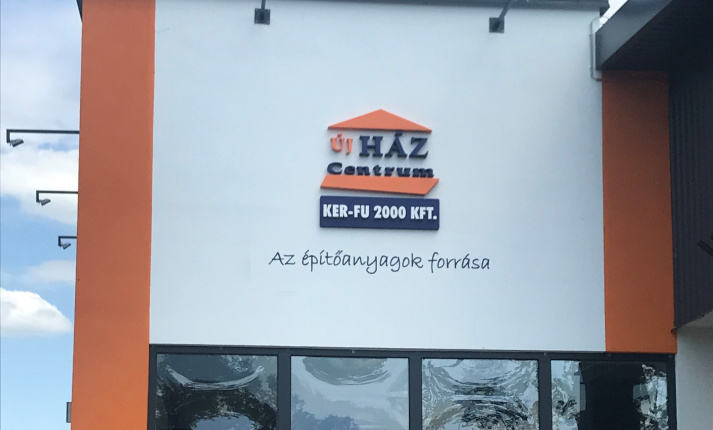 ÚJ HÁZ
Centrum
KER-FU 2000 KFT.
Az építőanyagok forrása